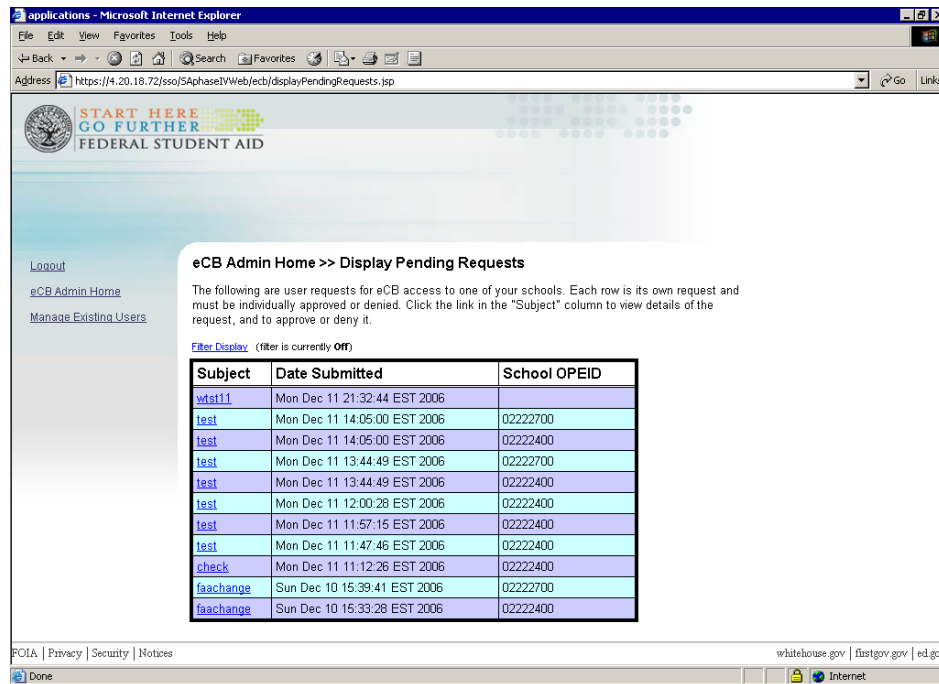 applications - Microsoft Internet Explorer
File Edit View Favorites Tools Help
Back Search Favorites
Address https://4.20.18.72/sso/SAphaseIVWeb/ecb/displayPendingRequests.jsp Go Links
START HERE
GO FURTHER
FEDERAL STUDENT AID
Logout
eCB Admin Home
Manage Existing Users
eCB Admin Home >> Display Pending Requests
The following are user requests for eCB access to one of your schools. Each row is its own request and
must be individually approved or denied. Click the link in the "Subject" column to view details of the
request, and to approve or deny it.
Filter Display (filter is currently Off)
Subject Date Submitted School OPEID
wtst11 Mon Dec 11 21:32:44 EST 2006
test Mon Dec 11 14:05:00 EST 2006 02222700
test Mon Dec 11 14:05:00 EST 2006 02222400
test Mon Dec 11 13:44:49 EST 2006 02222700
test Mon Dec 11 13:44:49 EST 2006 02222400
test Mon Dec 11 12:00:28 EST 2006 02222400
test Mon Dec 11 11:57:15 EST 2006 02222400
test Mon Dec 11 11:47:46 EST 2006 02222400
check Mon Dec 11 11:12:26 EST 2006 02222400
faachange Sun Dec 10 15:39:41 EST 2006 02222700
faachange Sun Dec 10 15:33:28 EST 2006 02222400
FOIA | Privacy | Security | Notices whitehouse.gov | firstgov.gov | ed.go
Done Internet